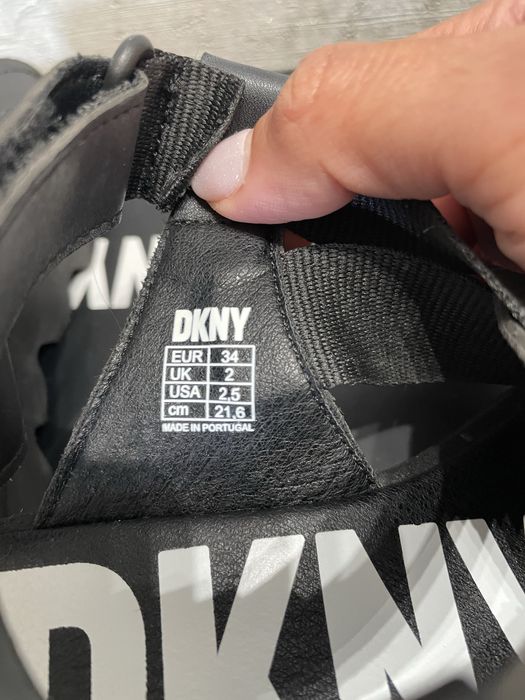 DKNY
EUR 34
UK 2
USA 2,5
cm 21,6
MADE IN PORTUGAL
DKNY